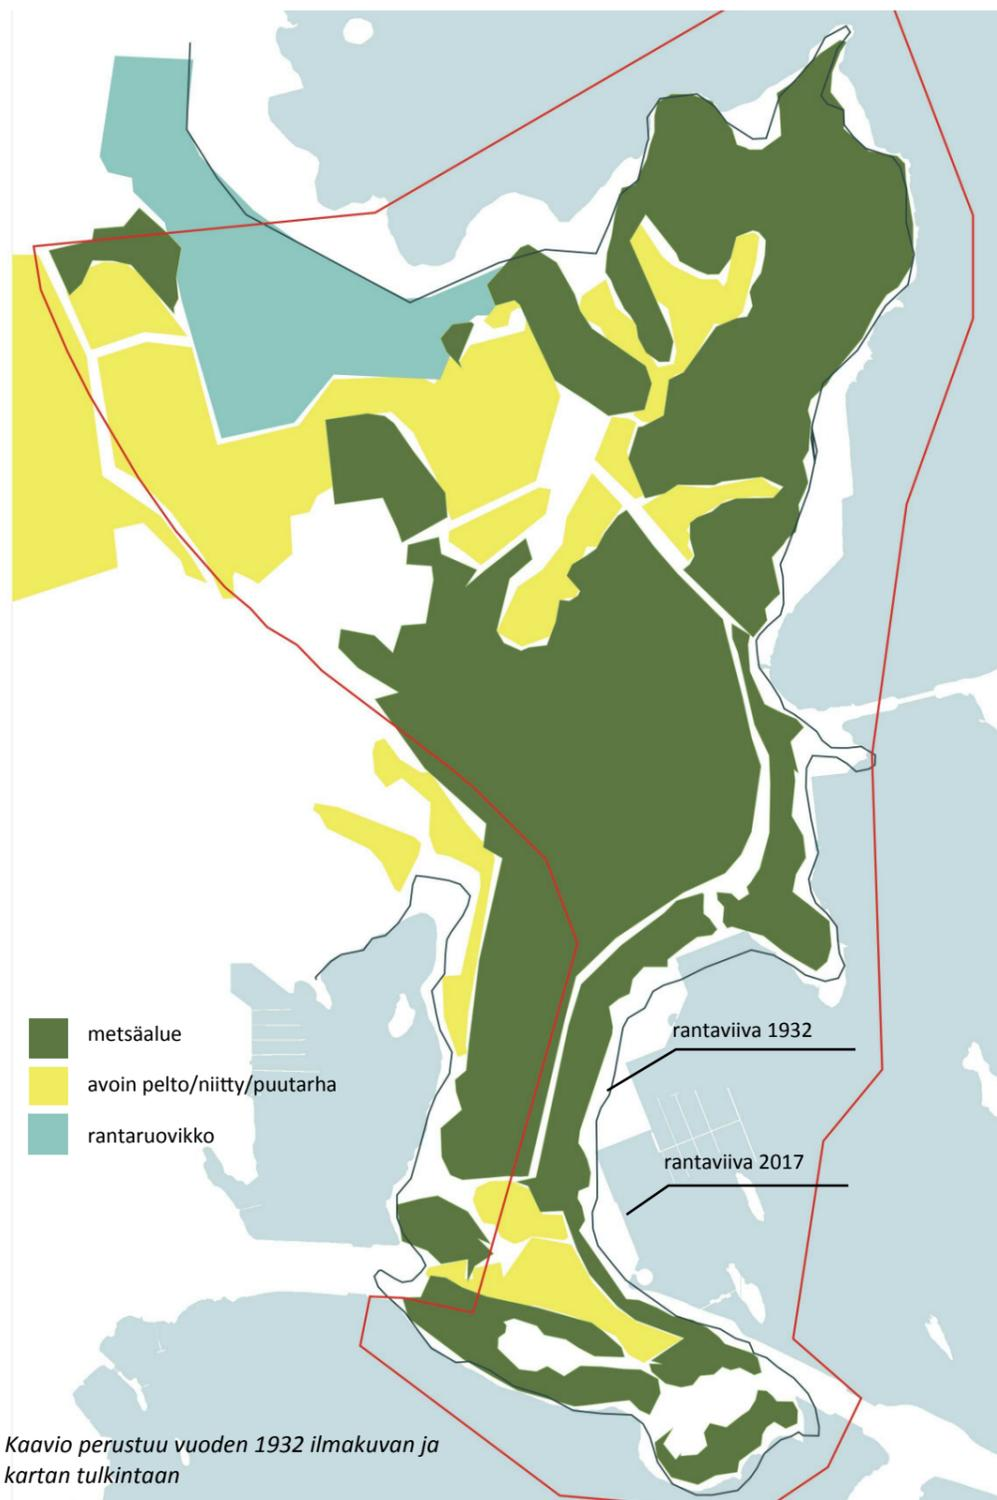 rantaviiva 1932
metsäalue
avoin pelto/niitty/puutarha
rantaruovikko
rantaviiva 2017
Kaavio perustuu vuoden 1932 ilmakuvan ja
kartan tulkintaan